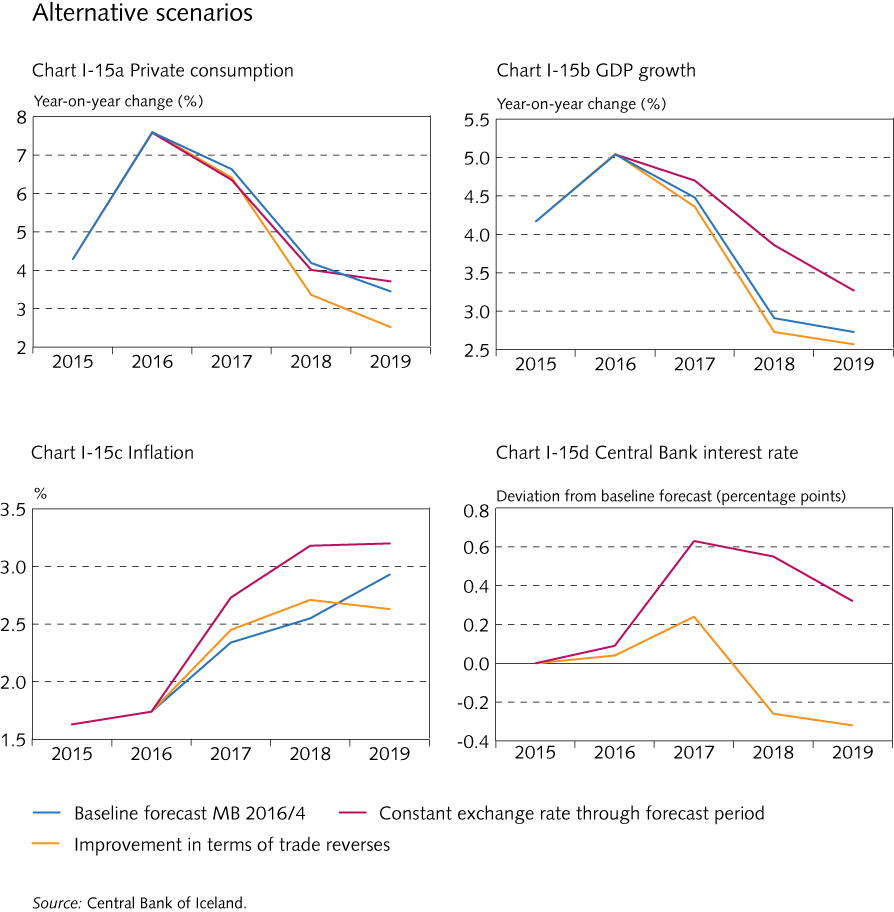 Alternative scenarios
Chart I-15a Private consumption
Year-on-year change (%)
8
7
6
5
4
3
2
2015 2016 2017 2018 2019
Chart I-15b GDP growth
Year-on-year change (%)
5.5
5.0
4.5
4.0
3.5
3.0
2.5
2015 2016 2017 2018 2019
Chart I-15c Inflation
%
3.5
3.0
2.5
2.0
1.5
2015 2016 2017 2018 2019
Chart I-15d Central Bank interest rate
Deviation from baseline forecast (percentage points)
0.8
0.6
0.4
0.2
0.0
-0.2
-0.4
2015 2016 2017 2018 2019
Baseline forecast MB 2016/4
Constant exchange rate through forecast period
Improvement in terms of trade reverses
Source: Central Bank of Iceland.